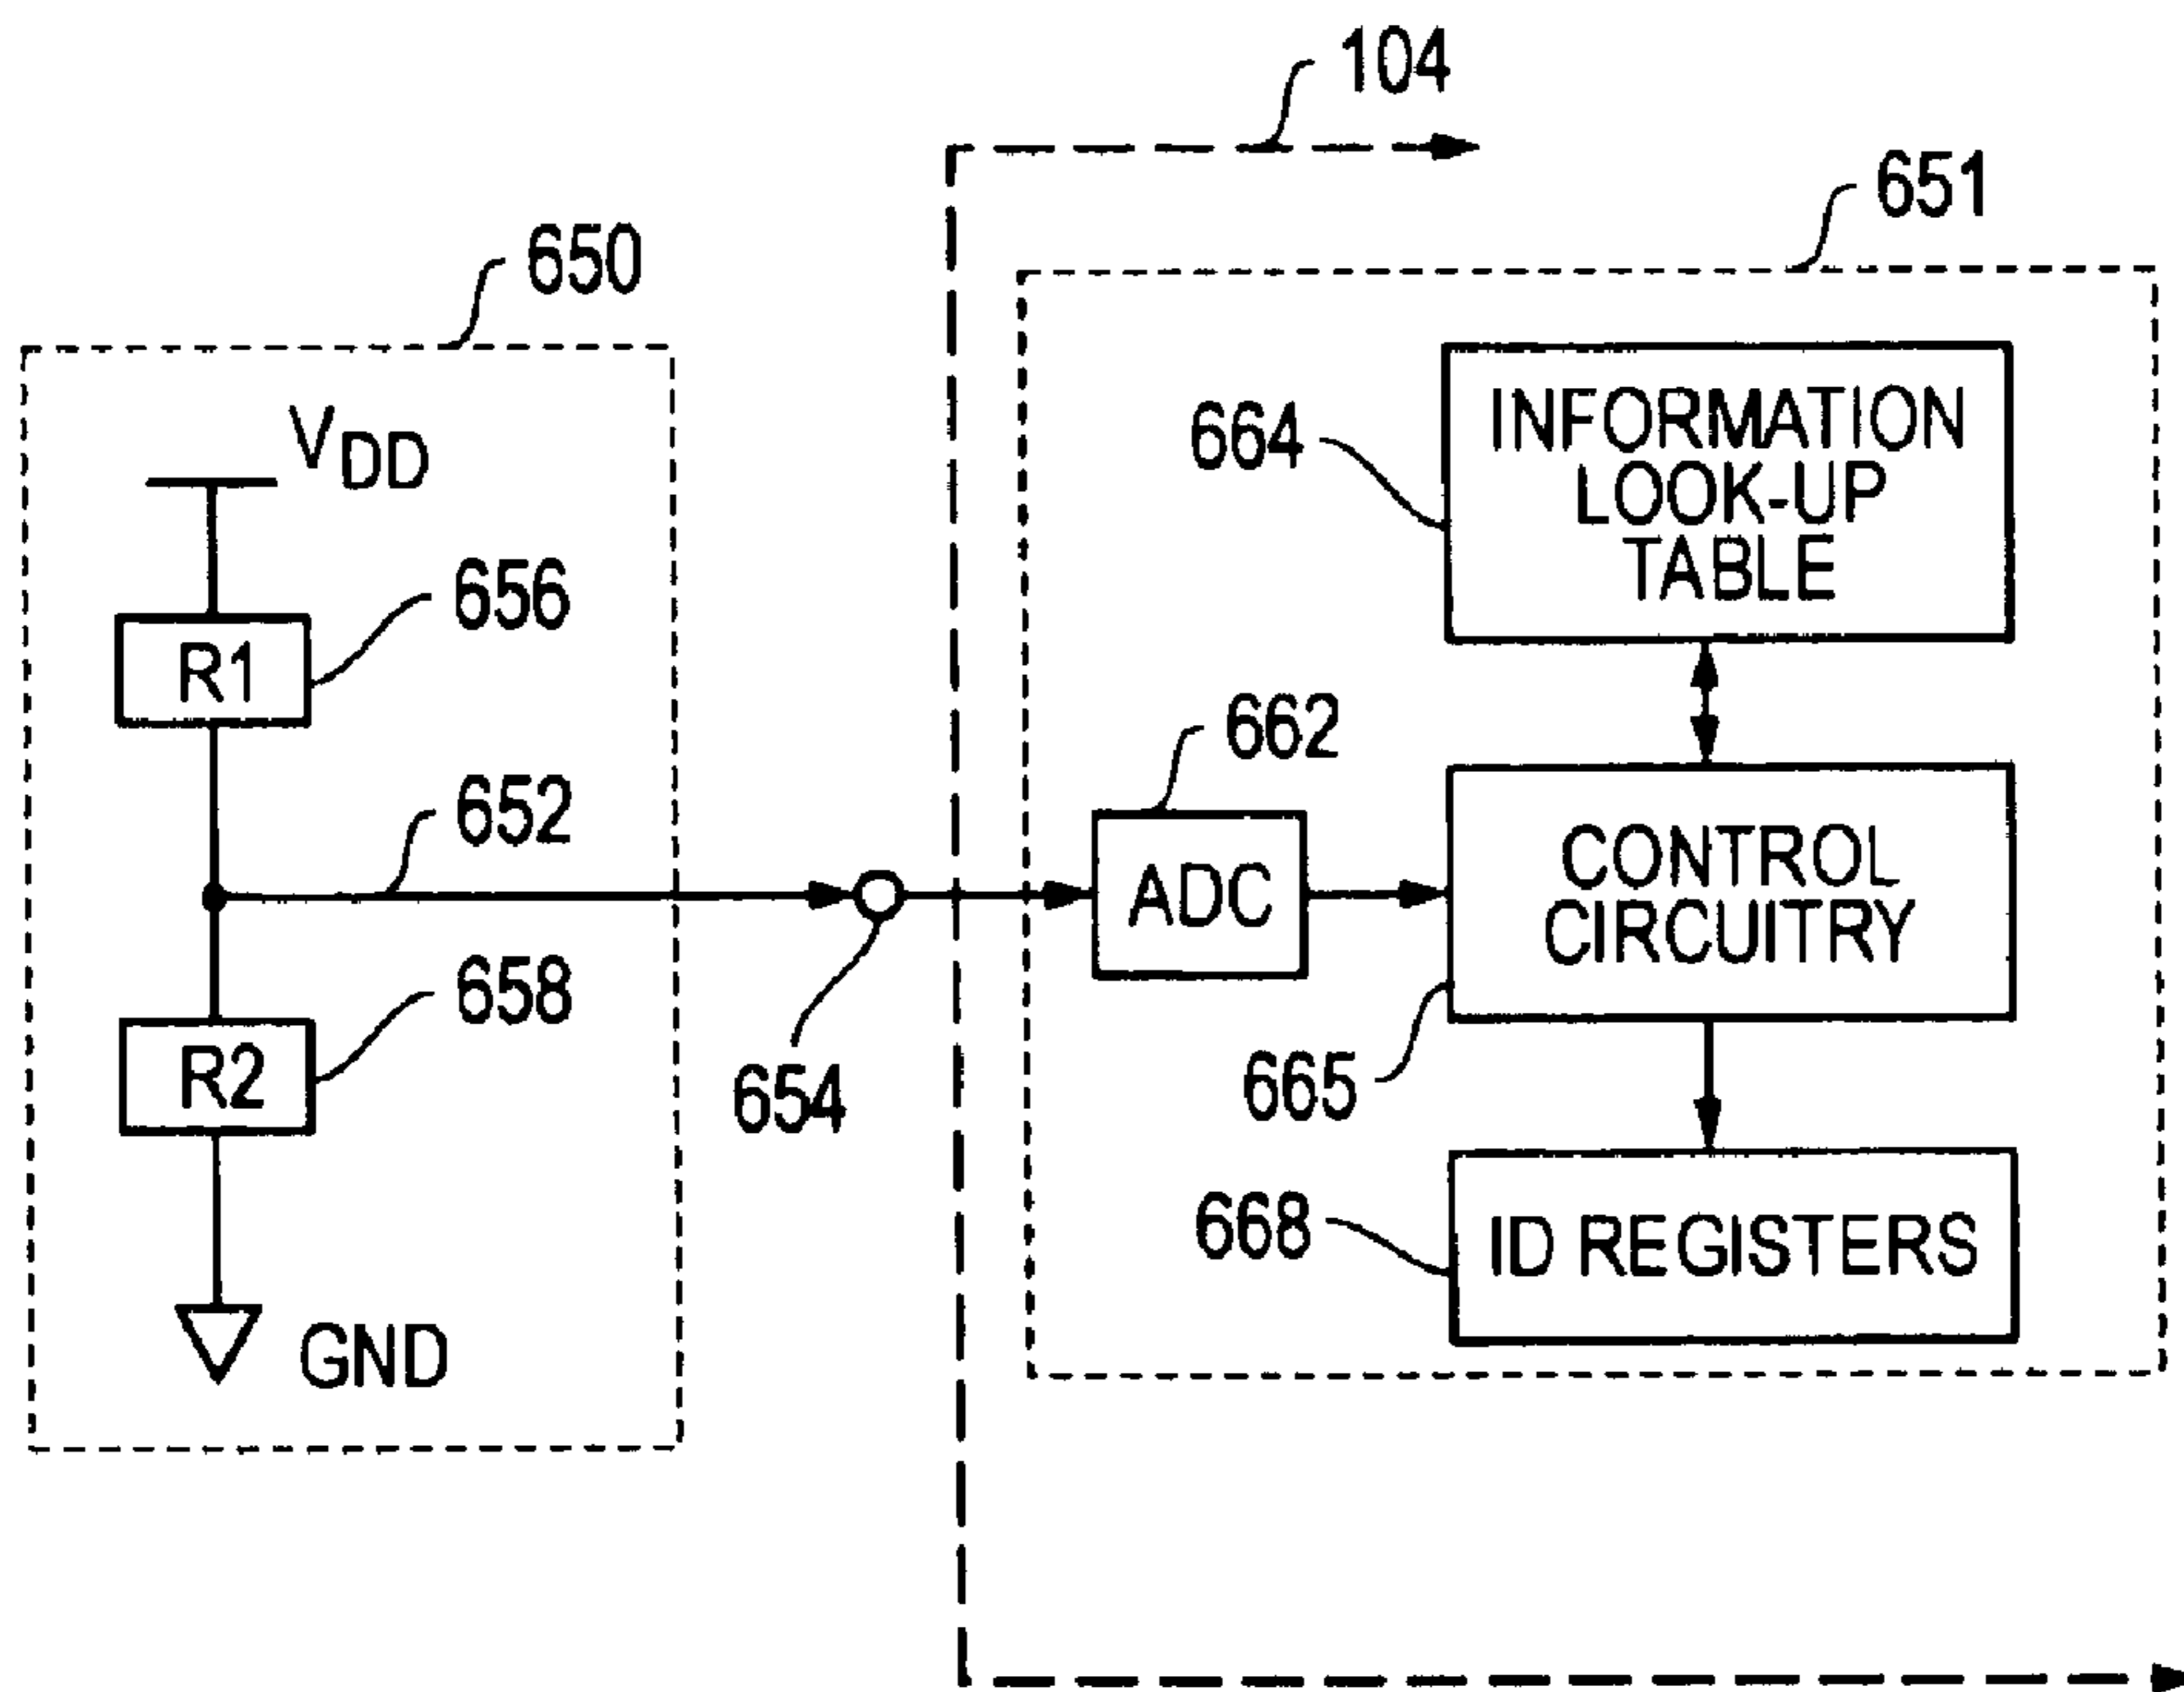 104
651
650
V DD
INFORMATION
LOOK-UP
TABLE
664
656
R1
662
652
ADC
CONTROL
CIRCUITRY
658
R2
654
665
668
ID REGISTERS
GND